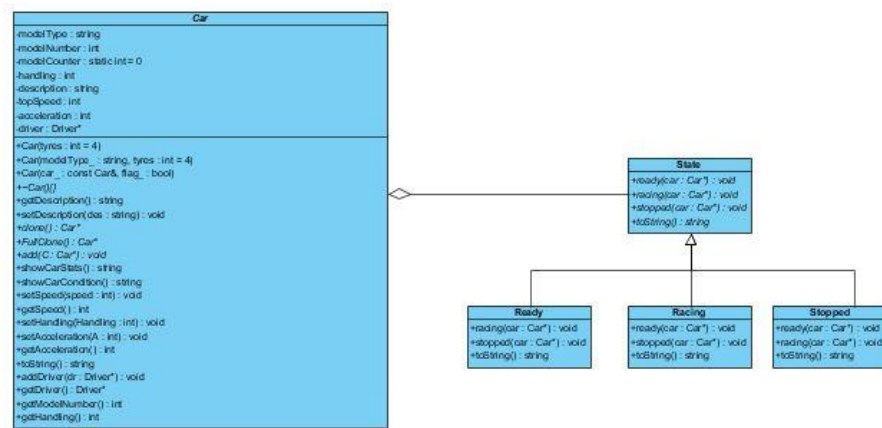 Car
-modelType : string
-modelNumber : int
-modelCounter : static int = 0
-handling : int
-description : string
-topSpeed : int
-acceleration : int
-driver : Driver*
+Car(tyres : int = 4)
+Car(modelType_ : string, tyres : int = 4)
+Car(car_ : const Car&, flag_ : bool)
+~Car(){}
+getDescription() : string
+setDescription(des : string) : void
+clone() : Car*
+FullClone() : Car*
+add(C : Car*) : void
+showCarStats() : string
+showCarCondition() : string
+setSpeed(speed : int) : void
+getSpeed() : int
+setHandling(Handling : int) : void
+setAcceleration(A : int) : void
+getAcceleration() : int
+toString() : string
+addDriver(dr : Driver*) : void
+getDriver() : Driver*
+getModelNumber() : int
+getHandling() : int
State
+ready(car : Car*) : void
+racing(car : Car*) : void
+stopped(car : Car*) : void
+toString() : string
Ready
+racing(car : Car*) : void
+stopped(car : Car*) : void
+toString() : string
Racing
+ready(car : Car*) : void
+stopped(car : Car*) : void
+toString() : string
Stopped
+ready(car : Car*) : void
+racing(car : Car*) : void
+toString() : string